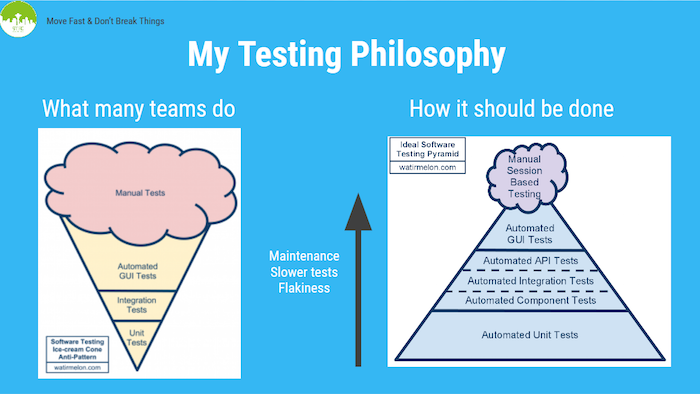 Move Fast & Don't Break Things
My Testing Philosophy
What many teams do
Manual Tests
Automated
GUI Tests
Integration
Tests
Unit
Tests
Software Testing
Ice-cream Cone
Anti-Pattern
watirmelon.com
Maintenance
Slower tests
Flakiness
How it should be done
Ideal Software
Testing Pyramid
watirmelon.com
Manual
Session
Based
Testing
Automated
GUI Tests
Automated API Tests
Automated Integration Tests
Automated Component Tests
Automated Unit Tests